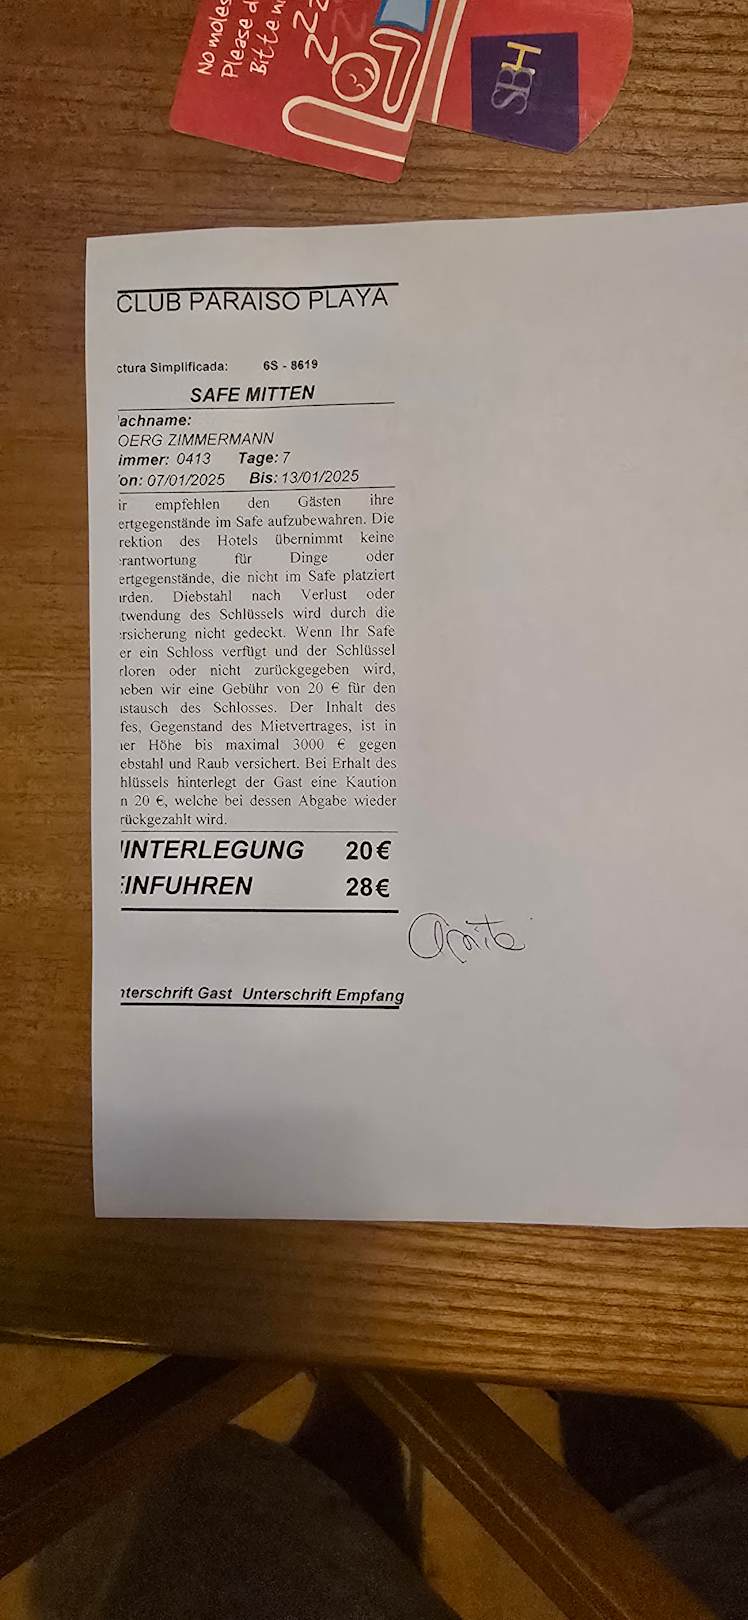 No moles
Please d
Bitte n
ZZZ
SBH
CLUB PARAISO PLAYA
ctura Simplificada: 6S - 8619
SAFE MITTEN
achname:
OERG ZIMMERMANN
immer: 0413 Tage: 7
on: 07/01/2025 Bis: 13/01/2025
ir empfehlen den Gästen ihre
ertgegenstände im Safe aufzubewahren. Die
rektion des Hotels übernimmt keine
rantwortung für Dinge oder
ertgegenstände, die nicht im Safe platziert
ırden. Diebstahl nach Verlust oder
twendung des Schlüssels wird durch die
ersicherung nicht gedeckt. Wenn Ihr Safe
er ein Schloss verfügt und der Schlüssel
rloren oder nicht zurückgegeben wird,
ıeben wir eine Gebühr von 20 € für den
ıstausch des Schlosses. Der Inhalt des
fes, Gegenstand des Mietvertrages, ist in
ıer Höhe bis maximal 3000 € gegen
ebstahl und Raub versichert. Bei Erhalt des
hlüssels hinterlegt der Gast eine Kaution
n 20 €, welche bei dessen Abgabe wieder
rückgezahlt wird.
INTERLEGUNG 20€
INFUHREN 28€
nterschrift Gast Unterschrift Empfang